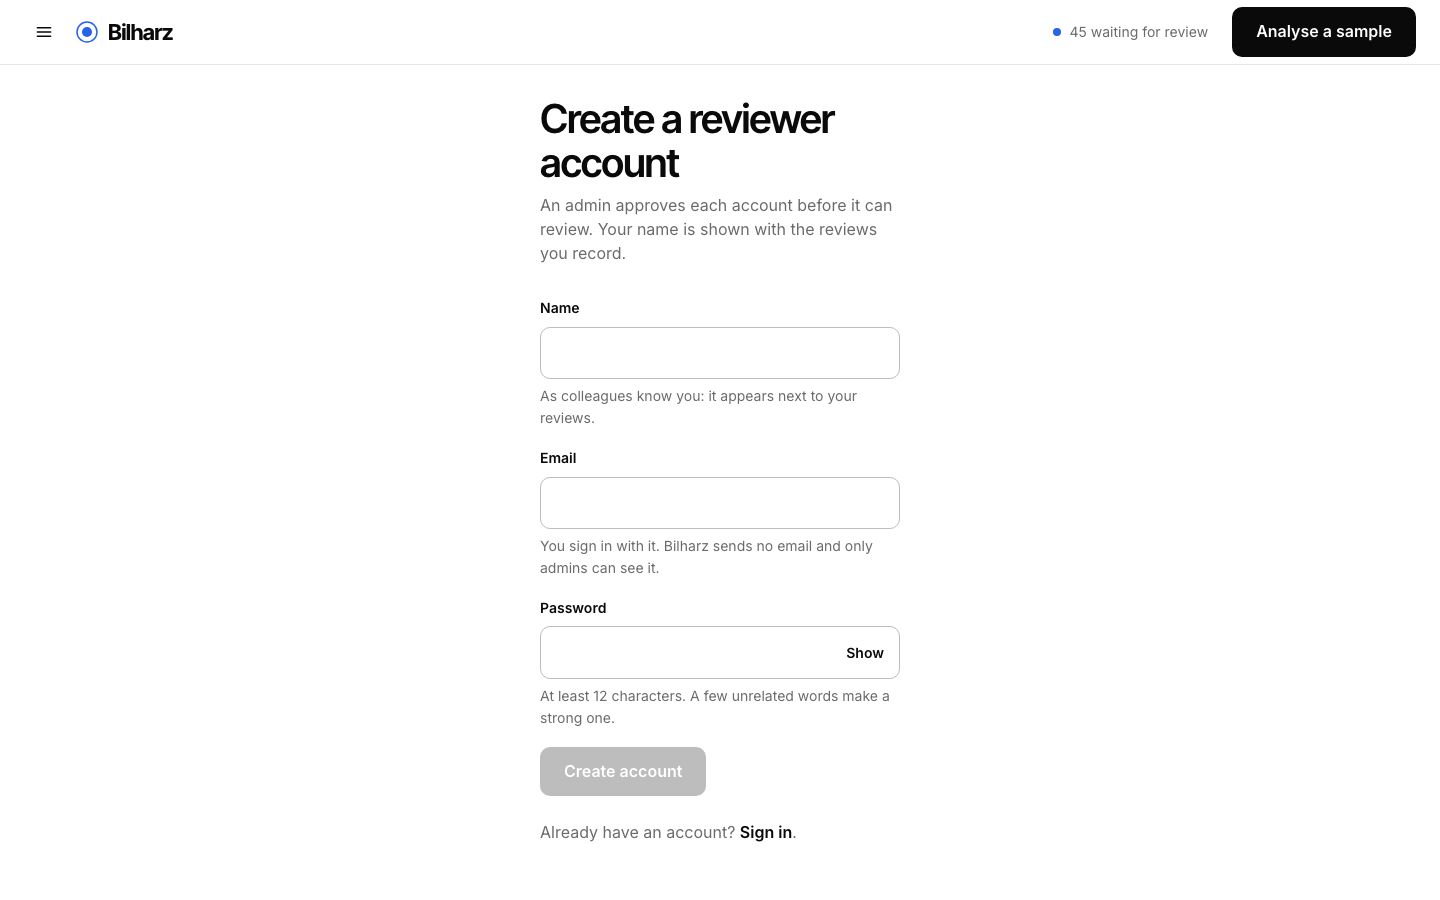 Bilharz
45 waiting for review
Analyse a sample
Create a reviewer
account
An admin approves each account before it can
review. Your name is shown with the reviews
you record.
Name
As colleagues know you: it appears next to your
reviews.
Email
You sign in with it. Bilharz sends no email and only
admins can see it.
Password
Show
At least 12 characters. A few unrelated words make a
strong one.
Create account
Already have an account? Sign in.